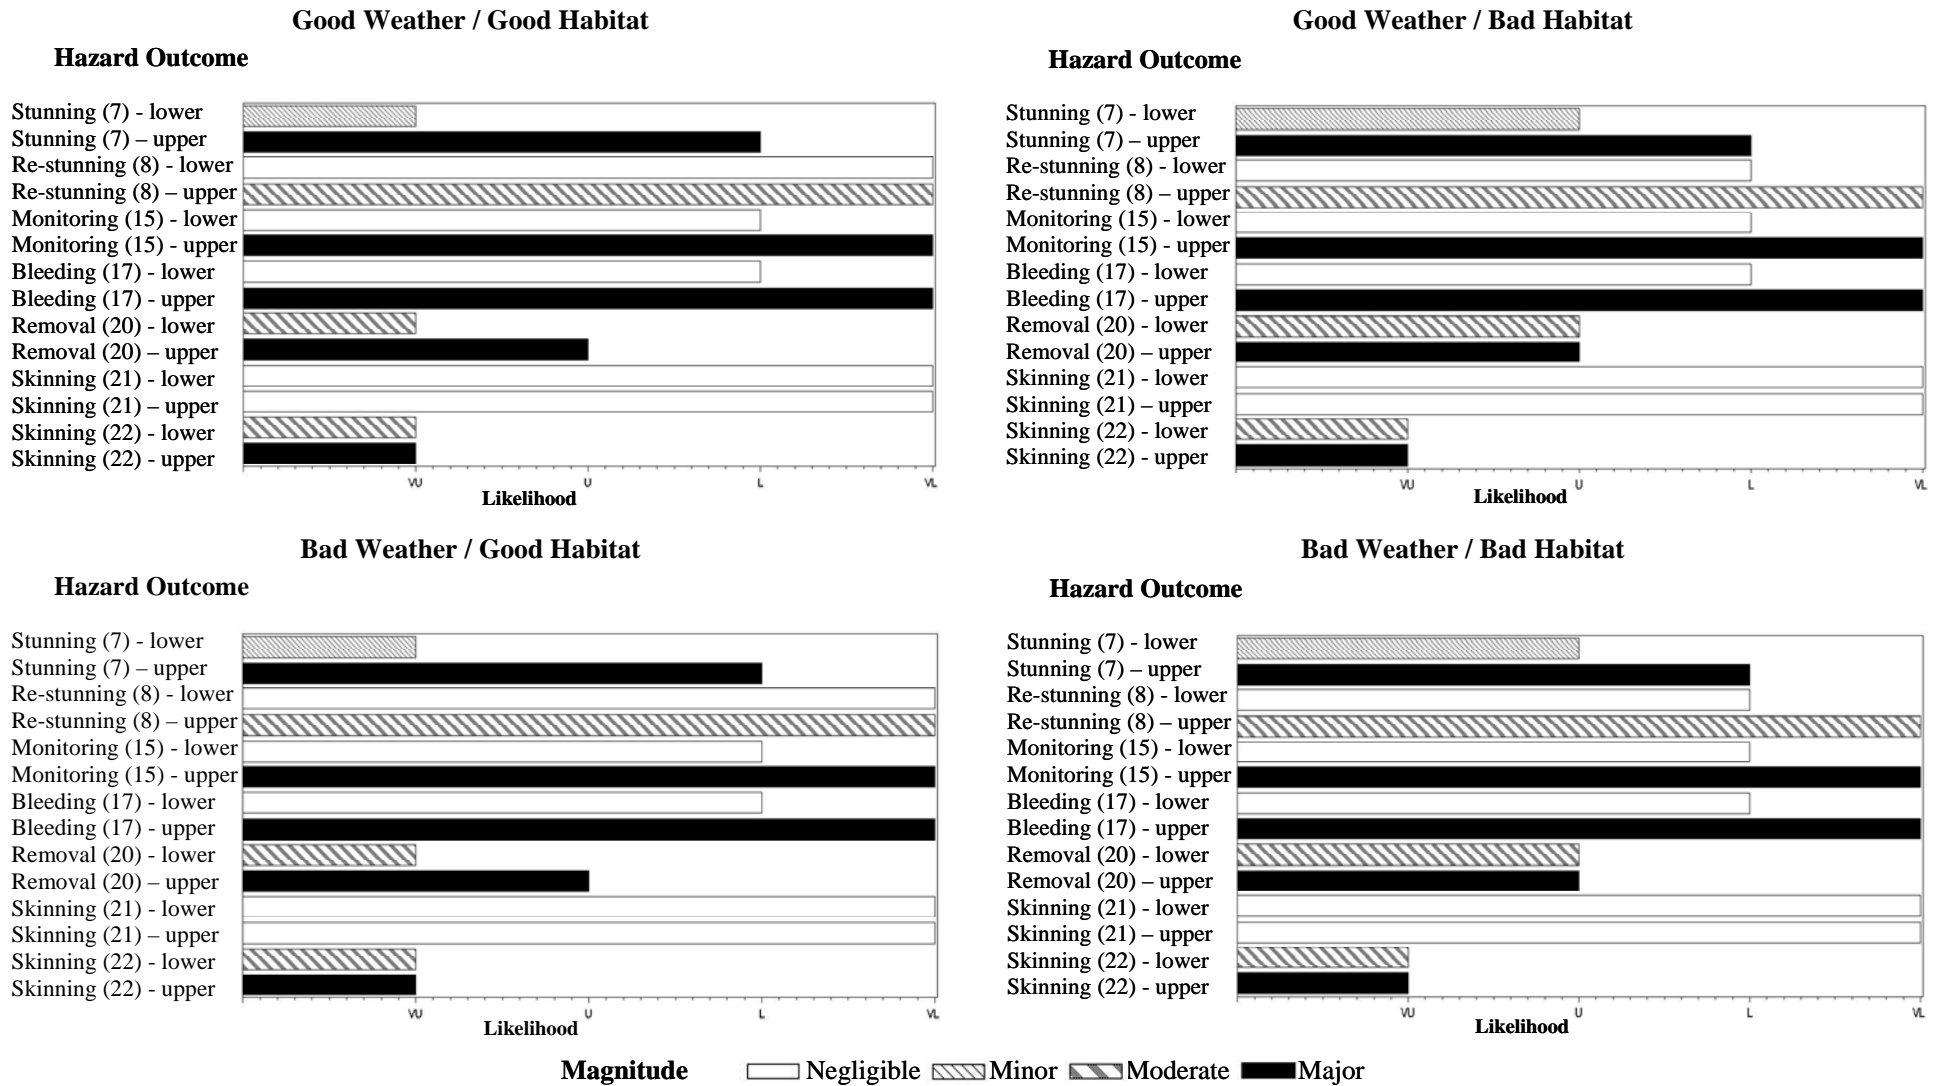 Good Weather / Good Habitat
Hazard Outcome
Stunning (7) - lower
Stunning (7) – upper
Re-stunning (8) - lower
Re-stunning (8) – upper
Monitoring (15) - lower
Monitoring (15) - upper
Bleeding (17) - lower
Bleeding (17) - upper
Removal (20) - lower
Removal (20) – upper
Skinning (21) - lower
Skinning (21) – upper
Skinning (22) - lower
Skinning (22) - upper
VU U L VL
Likelihood
Good Weather / Bad Habitat
Hazard Outcome
Stunning (7) - lower
Stunning (7) – upper
Re-stunning (8) - lower
Re-stunning (8) – upper
Monitoring (15) - lower
Monitoring (15) - upper
Bleeding (17) - lower
Bleeding (17) - upper
Removal (20) - lower
Removal (20) – upper
Skinning (21) - lower
Skinning (21) – upper
Skinning (22) - lower
Skinning (22) - upper
VU U L VL
Likelihood
Bad Weather / Good Habitat
Hazard Outcome
Stunning (7) - lower
Stunning (7) – upper
Re-stunning (8) - lower
Re-stunning (8) – upper
Monitoring (15) - lower
Monitoring (15) - upper
Bleeding (17) - lower
Bleeding (17) - upper
Removal (20) - lower
Removal (20) – upper
Skinning (21) - lower
Skinning (21) – upper
Skinning (22) - lower
Skinning (22) - upper
VU U L VL
Likelihood
Bad Weather / Bad Habitat
Hazard Outcome
Stunning (7) - lower
Stunning (7) – upper
Re-stunning (8) - lower
Re-stunning (8) – upper
Monitoring (15) - lower
Monitoring (15) - upper
Bleeding (17) - lower
Bleeding (17) - upper
Removal (20) - lower
Removal (20) – upper
Skinning (21) - lower
Skinning (21) – upper
Skinning (22) - lower
Skinning (22) - upper
VU U L VL
Likelihood
Magnitude Negligible Minor Moderate Major